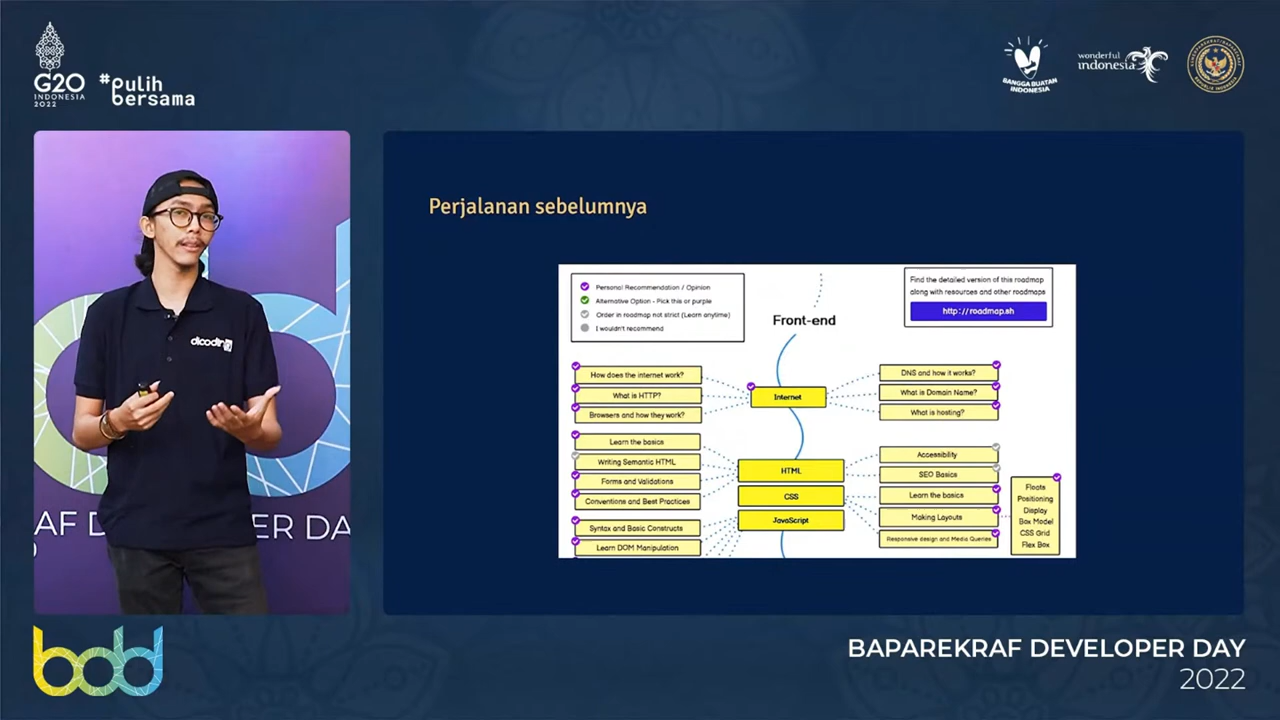 G20
INDONESIA
2022
#pulih
bersama
BANGGA BUATAN
INDONESIA
wonderful
indonesia
dicoding
AF D
ER DA
Perjalanan sebelumnya
Personal Recommendation / Opinion
Alternative Option - Pick this or purple
Order in roadmap not strict (Learn anytime)
I wouldn't recommend
Front-end
Find the detailed version of this roadmap
along with resources and other roadmaps
http://roadmap.sh
How does the internet work?
What is HTTP?
Browsers and how they work?
Internet
DNS and how it works?
What is Domain Name?
What is hosting?
Learn the basics
Writing Semantic HTML
Forms and Validations
Conventions and Best Practices
Syntax and Basic Constructs
Learn DOM Manipulation
HTML
CSS
JavaScript
Accessibility
SEO Basics
Learn the basics
Making Layouts
Responsive design and Media Queries
Floats
Positioning
Display
Box Model
CSS Grid
Flex Box
bdd
BAPAREKRAF DEVELOPER DAY
2022